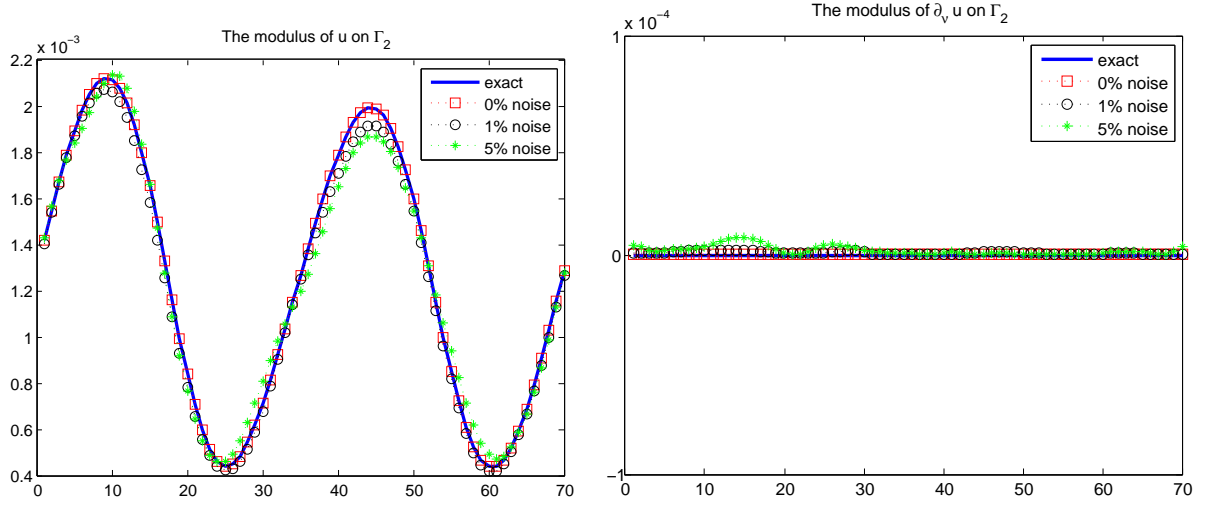 The modulus of u on Γ₂
x 10⁻³
2.2
2
1.8
1.6
1.4
1.2
1
0.8
0.6
0.4
0 10 20 30 40 50 60 70
exact
0% noise
1% noise
5% noise
The modulus of ∂ᵥ u on Γ₂
x 10⁻⁴
1
0
−1
0 10 20 30 40 50 60 70
exact
0% noise
1% noise
5% noise